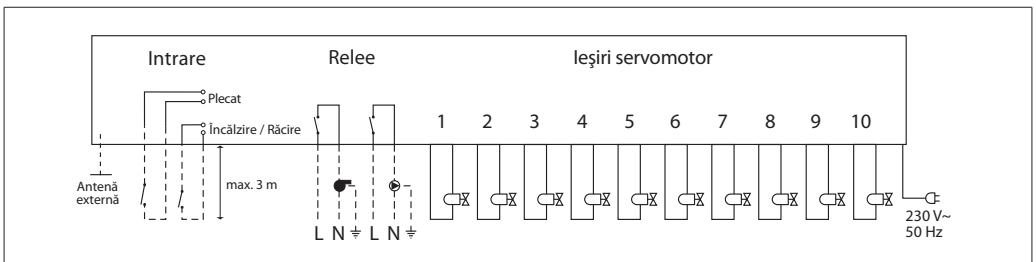 Intrare
Relee
Ieşiri servomotor
Plecat
Încălzire / Răcire
1 2 3 4 5 6 7 8 9 10
Antenă
externă
max. 3 m
L N L N
230 V~
50 Hz